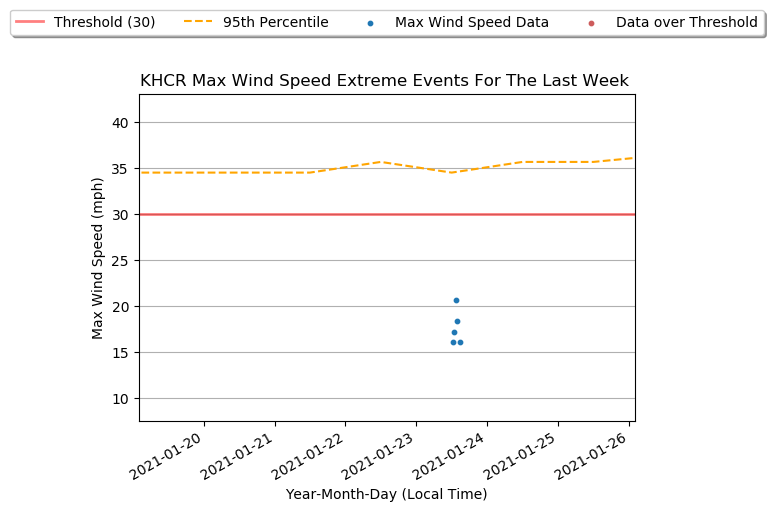 Threshold (30) 95th Percentile Max Wind Speed Data Data over Threshold
KHCR Max Wind Speed Extreme Events For The Last Week
40
35
30
25
20
15
10
Max Wind Speed (mph)
2021-01-20 2021-01-21 2021-01-22 2021-01-23 2021-01-24 2021-01-25 2021-01-26
Year-Month-Day (Local Time)